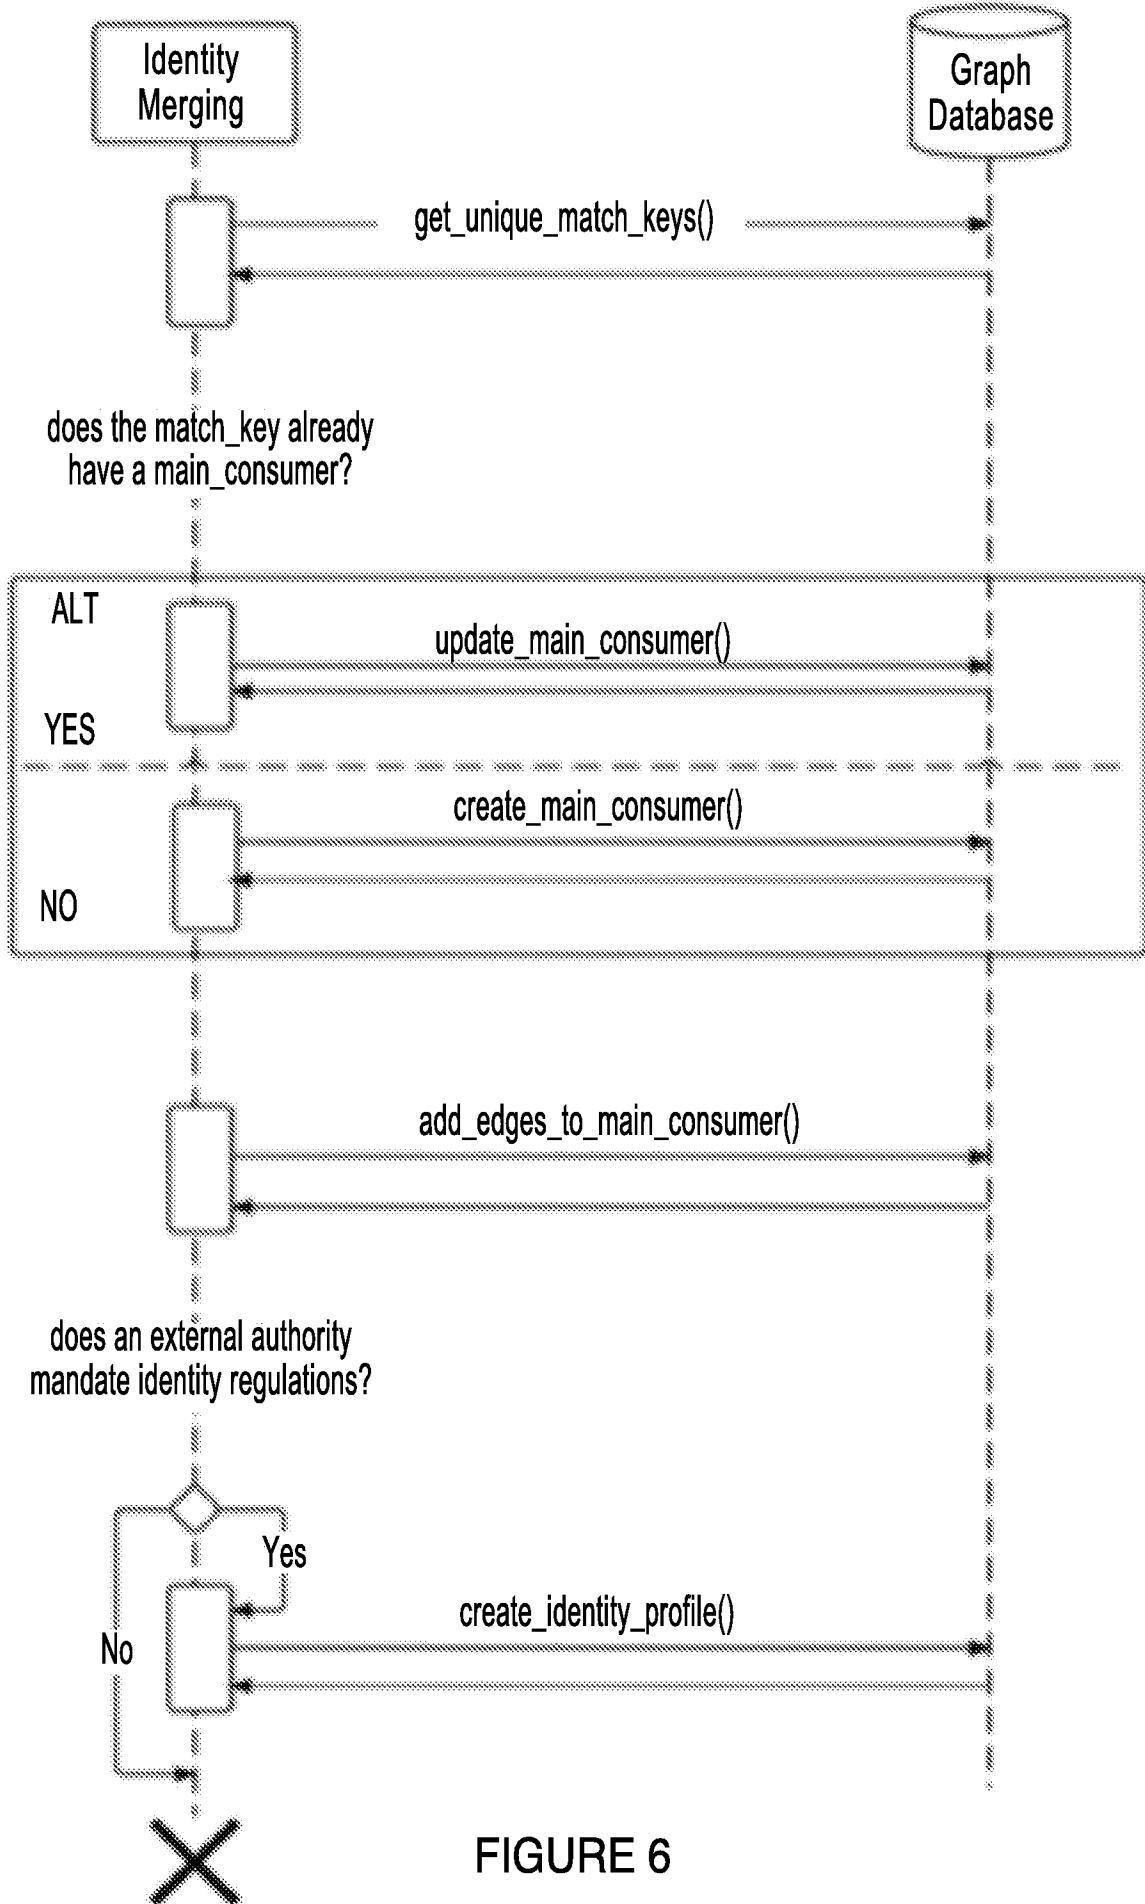 Identity
Merging
Graph
Database
get_unique_match_keys()
does the match_key already
have a main_consumer?
ALT
update_main_consumer()
YES
create_main_consumer()
NO
add_edges_to_main_consumer()
does an external authority
mandate identity regulations?
Yes
create_identity_profile()
No
FIGURE 6